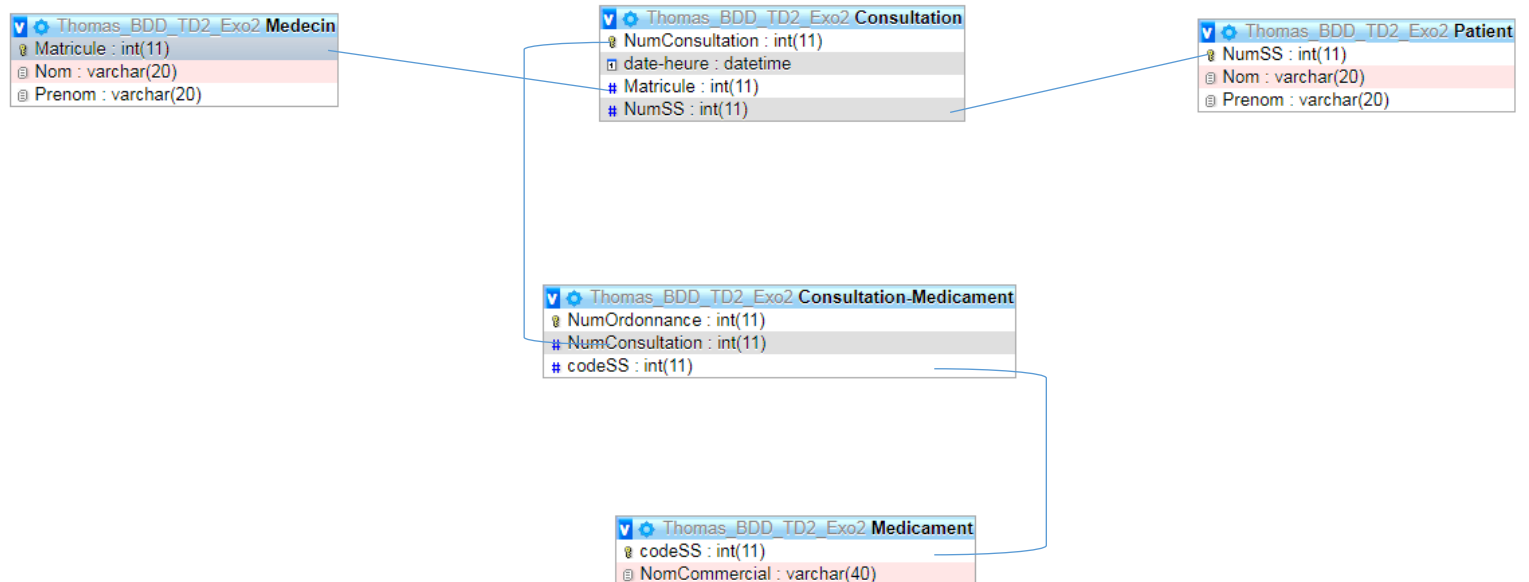 Thomas_BDD_TD2_Exo2 Medecin
Matricule : int(11)
Nom : varchar(20)
Prenom : varchar(20)
Thomas_BDD_TD2_Exo2 Consultation
NumConsultation : int(11)
date-heure : datetime
# Matricule : int(11)
# NumSS : int(11)
Thomas_BDD_TD2_Exo2 Patient
NumSS : int(11)
Nom : varchar(20)
Prenom : varchar(20)
Thomas_BDD_TD2_Exo2 Consultation-Medicament
NumOrdonnance : int(11)
# NumConsultation : int(11)
# codeSS : int(11)
Thomas_BDD_TD2_Exo2 Medicament
codeSS : int(11)
NomCommercial : varchar(40)